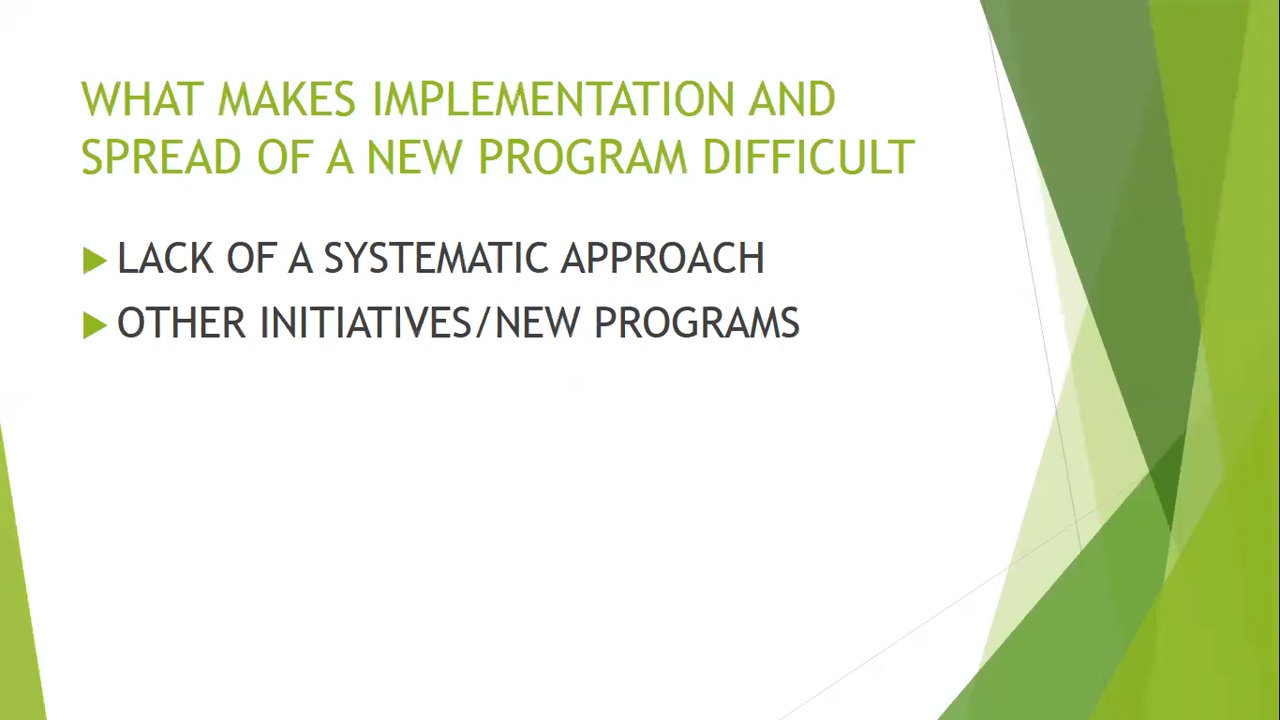 WHAT MAKES IMPLEMENTATION AND
SPREAD OF A NEW PROGRAM DIFFICULT
LACK OF A SYSTEMATIC APPROACH
OTHER INITIATIVES/NEW PROGRAMS